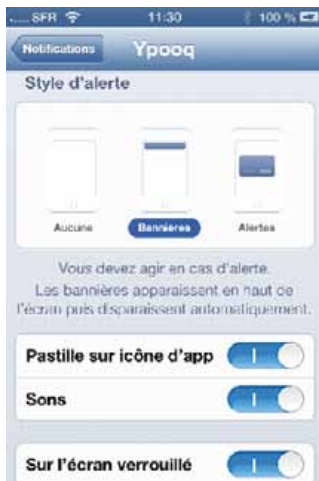 SFR 11:30 100 %
Notifications Ypooq
Style d'alerte
Aucune Bannières Alertes
Vous devez agir en cas d'alerte.
Les bannières apparaissent en haut de
l'écran puis disparaissent automatiquement.
Pastille sur icône d'app
Sons
Sur l'écran verrouillé